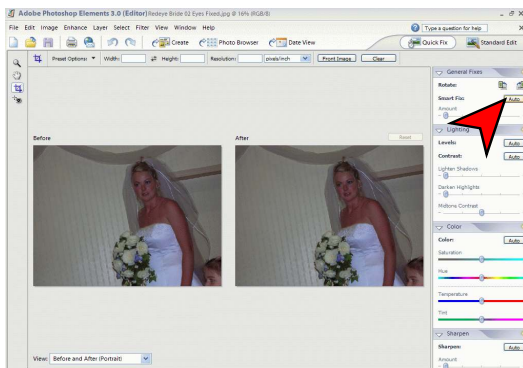 Adobe Photoshop Elements 3.0 (Editor) Redeye Bride 02 Eyes Fixed.jpg @ 16% (RGB/8)
File Edit Image Enhance Layer Select Filter View Window Help
Type a question for help
Create Photo Browser Date View
Quick Fix Standard Edit
Preset Options: Width: Height: Resolution: pixels/inch Front Image Clear
General Fixes
Rotate:
Smart Fix: Auto
Amount
Lighting
Levels: Auto
Contrast: Auto
Lighten Shadows
Darken Highlights
Midtone Contrast
Color
Color: Auto
Saturation
Hue
Temperature
Tint
Sharpen
Sharpen: Auto
Amount
Before After Reset
View: Before and After (Portrait)